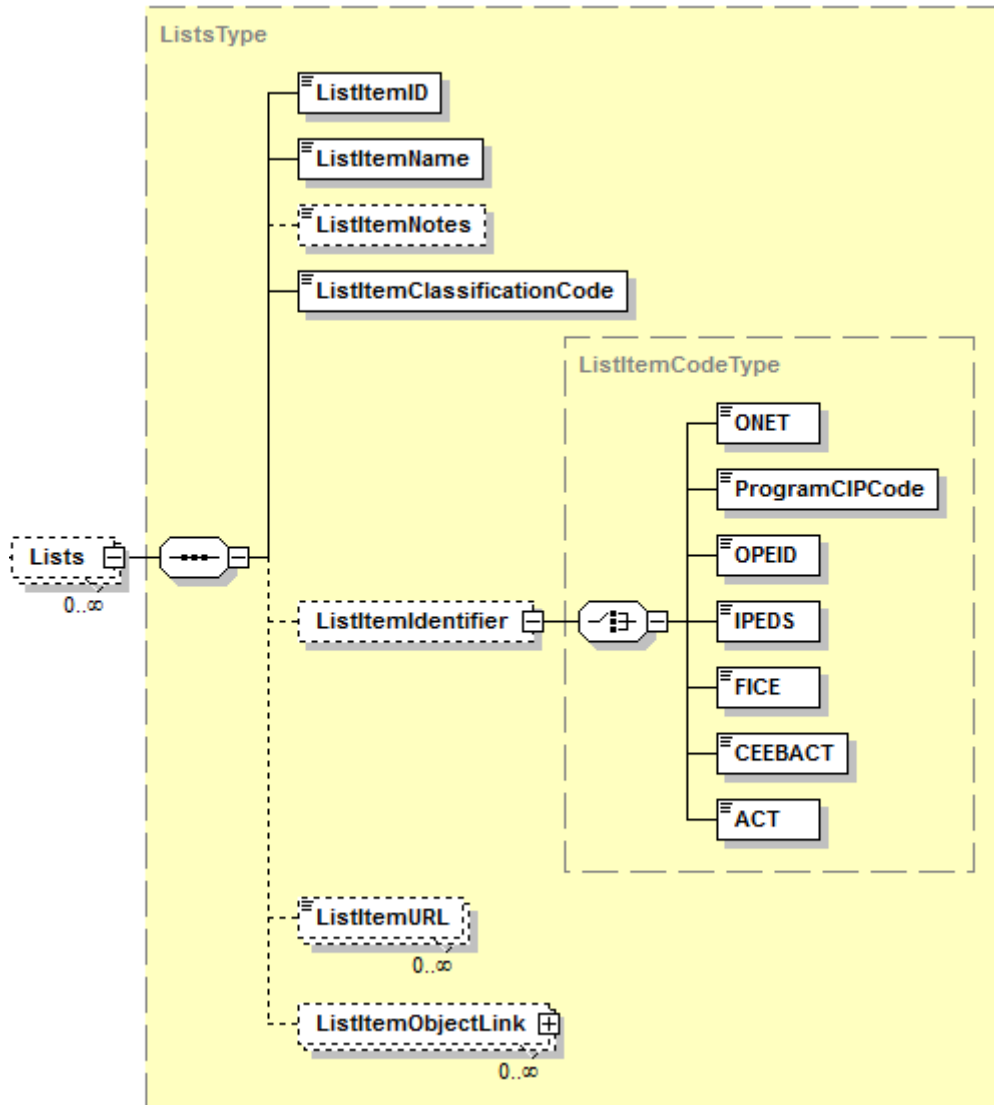 ListsType
ListItemID
ListItemName
ListItemNotes
ListItemClassificationCode
ListItemCodeType
ONET
ProgramCIPCode
OPEID
Lists
0..∞
ListItemIdentifier
IPEDS
FICE
CEEBACT
ACT
ListItemURL
0..∞
ListItemObjectLink
0..∞